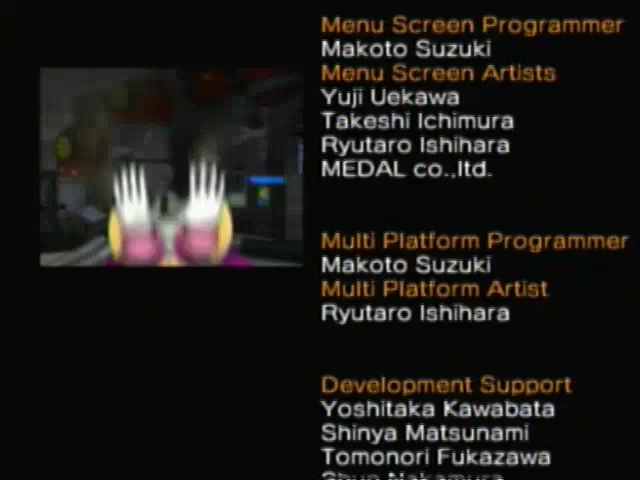 Menu Screen Programmer
Makoto Suzuki
Menu Screen Artists
Yuji Uekawa
Takeshi Ichimura
Ryutaro Ishihara
MEDAL co.,ltd.
Multi Platform Programmer
Makoto Suzuki
Multi Platform Artist
Ryutaro Ishihara
Development Support
Yoshitaka Kawabata
Shinya Matsunami
Tomonori Fukazawa